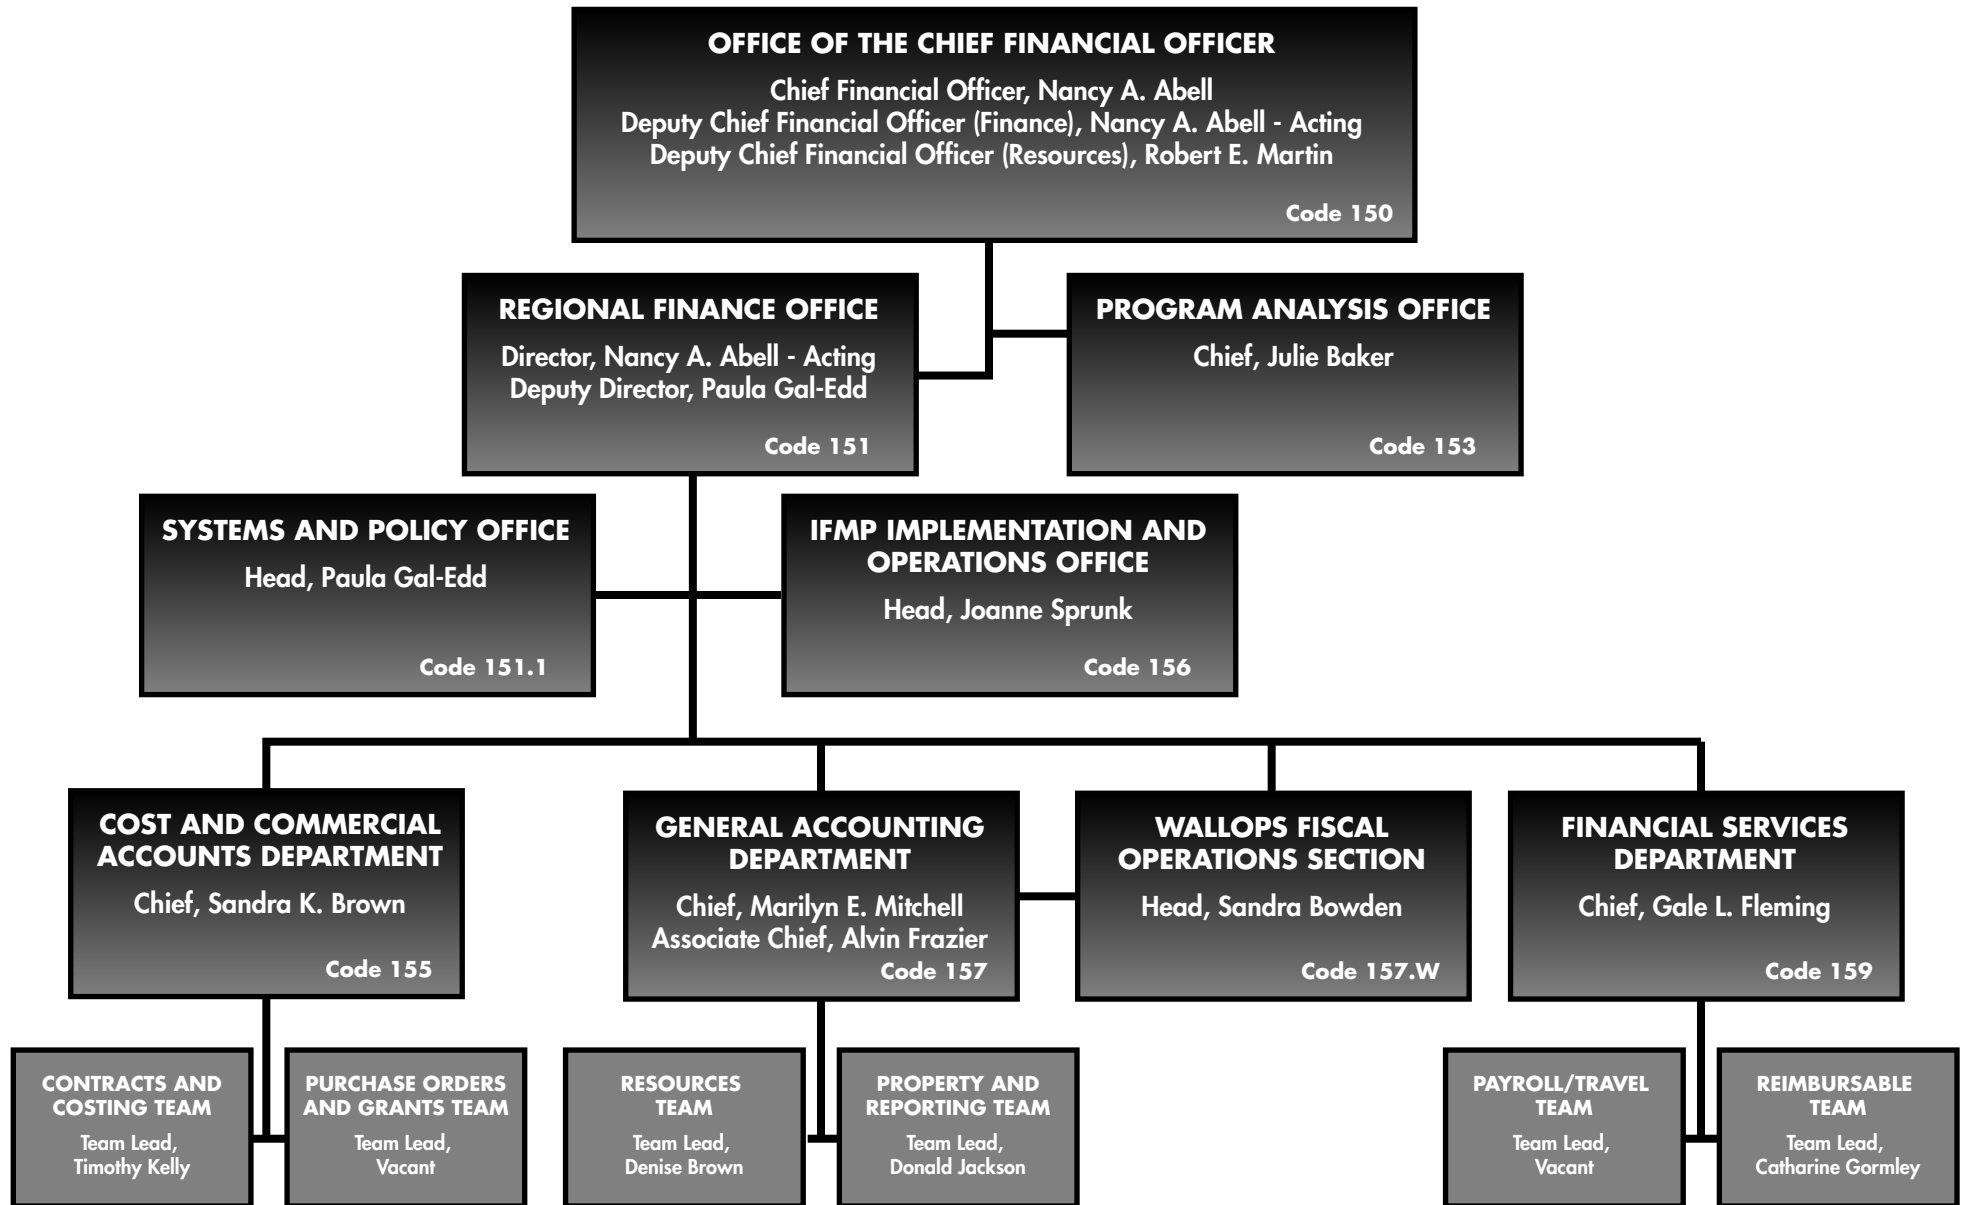 OFFICE OF THE CHIEF FINANCIAL OFFICER
Chief Financial Officer, Nancy A. Abell
Deputy Chief Financial Officer (Finance), Nancy A. Abell - Acting
Deputy Chief Financial Officer (Resources), Robert E. Martin
Code 150
REGIONAL FINANCE OFFICE
Director, Nancy A. Abell - Acting
Deputy Director, Paula Gal-Edd
Code 151
PROGRAM ANALYSIS OFFICE
Chief, Julie Baker
Code 153
SYSTEMS AND POLICY OFFICE
Head, Paula Gal-Edd
Code 151.1
IFMP IMPLEMENTATION AND
OPERATIONS OFFICE
Head, Joanne Sprunk
Code 156
COST AND COMMERCIAL
ACCOUNTS DEPARTMENT
Chief, Sandra K. Brown
Code 155
GENERAL ACCOUNTING
DEPARTMENT
Chief, Marilyn E. Mitchell
Associate Chief, Alvin Frazier
Code 157
WALLOPS FISCAL
OPERATIONS SECTION
Head, Sandra Bowden
Code 157.W
FINANCIAL SERVICES
DEPARTMENT
Chief, Gale L. Fleming
Code 159
CONTRACTS AND
COSTING TEAM
Team Lead,
Timothy Kelly
PURCHASE ORDERS
AND GRANTS TEAM
Team Lead,
Vacant
RESOURCES
TEAM
Team Lead,
Denise Brown
PROPERTY AND
REPORTING TEAM
Team Lead,
Donald Jackson
PAYROLL/TRAVEL
TEAM
Team Lead,
Vacant
REIMBURSABLE
TEAM
Team Lead,
Catharine Gormley